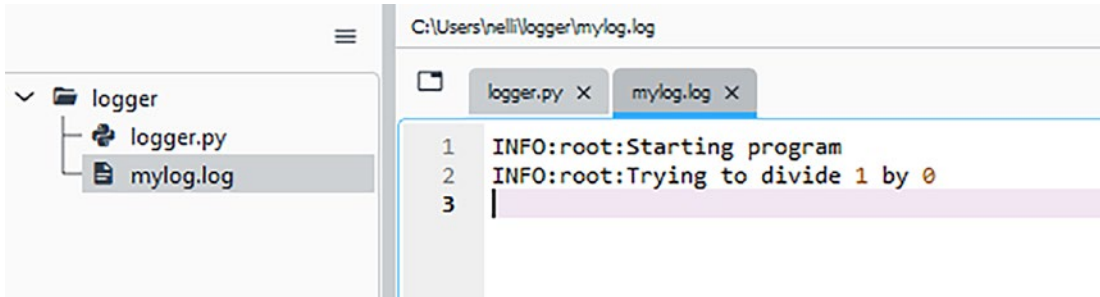 C:\Users\nelli\logger\mylog.log
logger
logger.py
mylog.log
logger.py
mylog.log
1 INFO:root:Starting program
2 INFO:root:Trying to divide 1 by 0
3